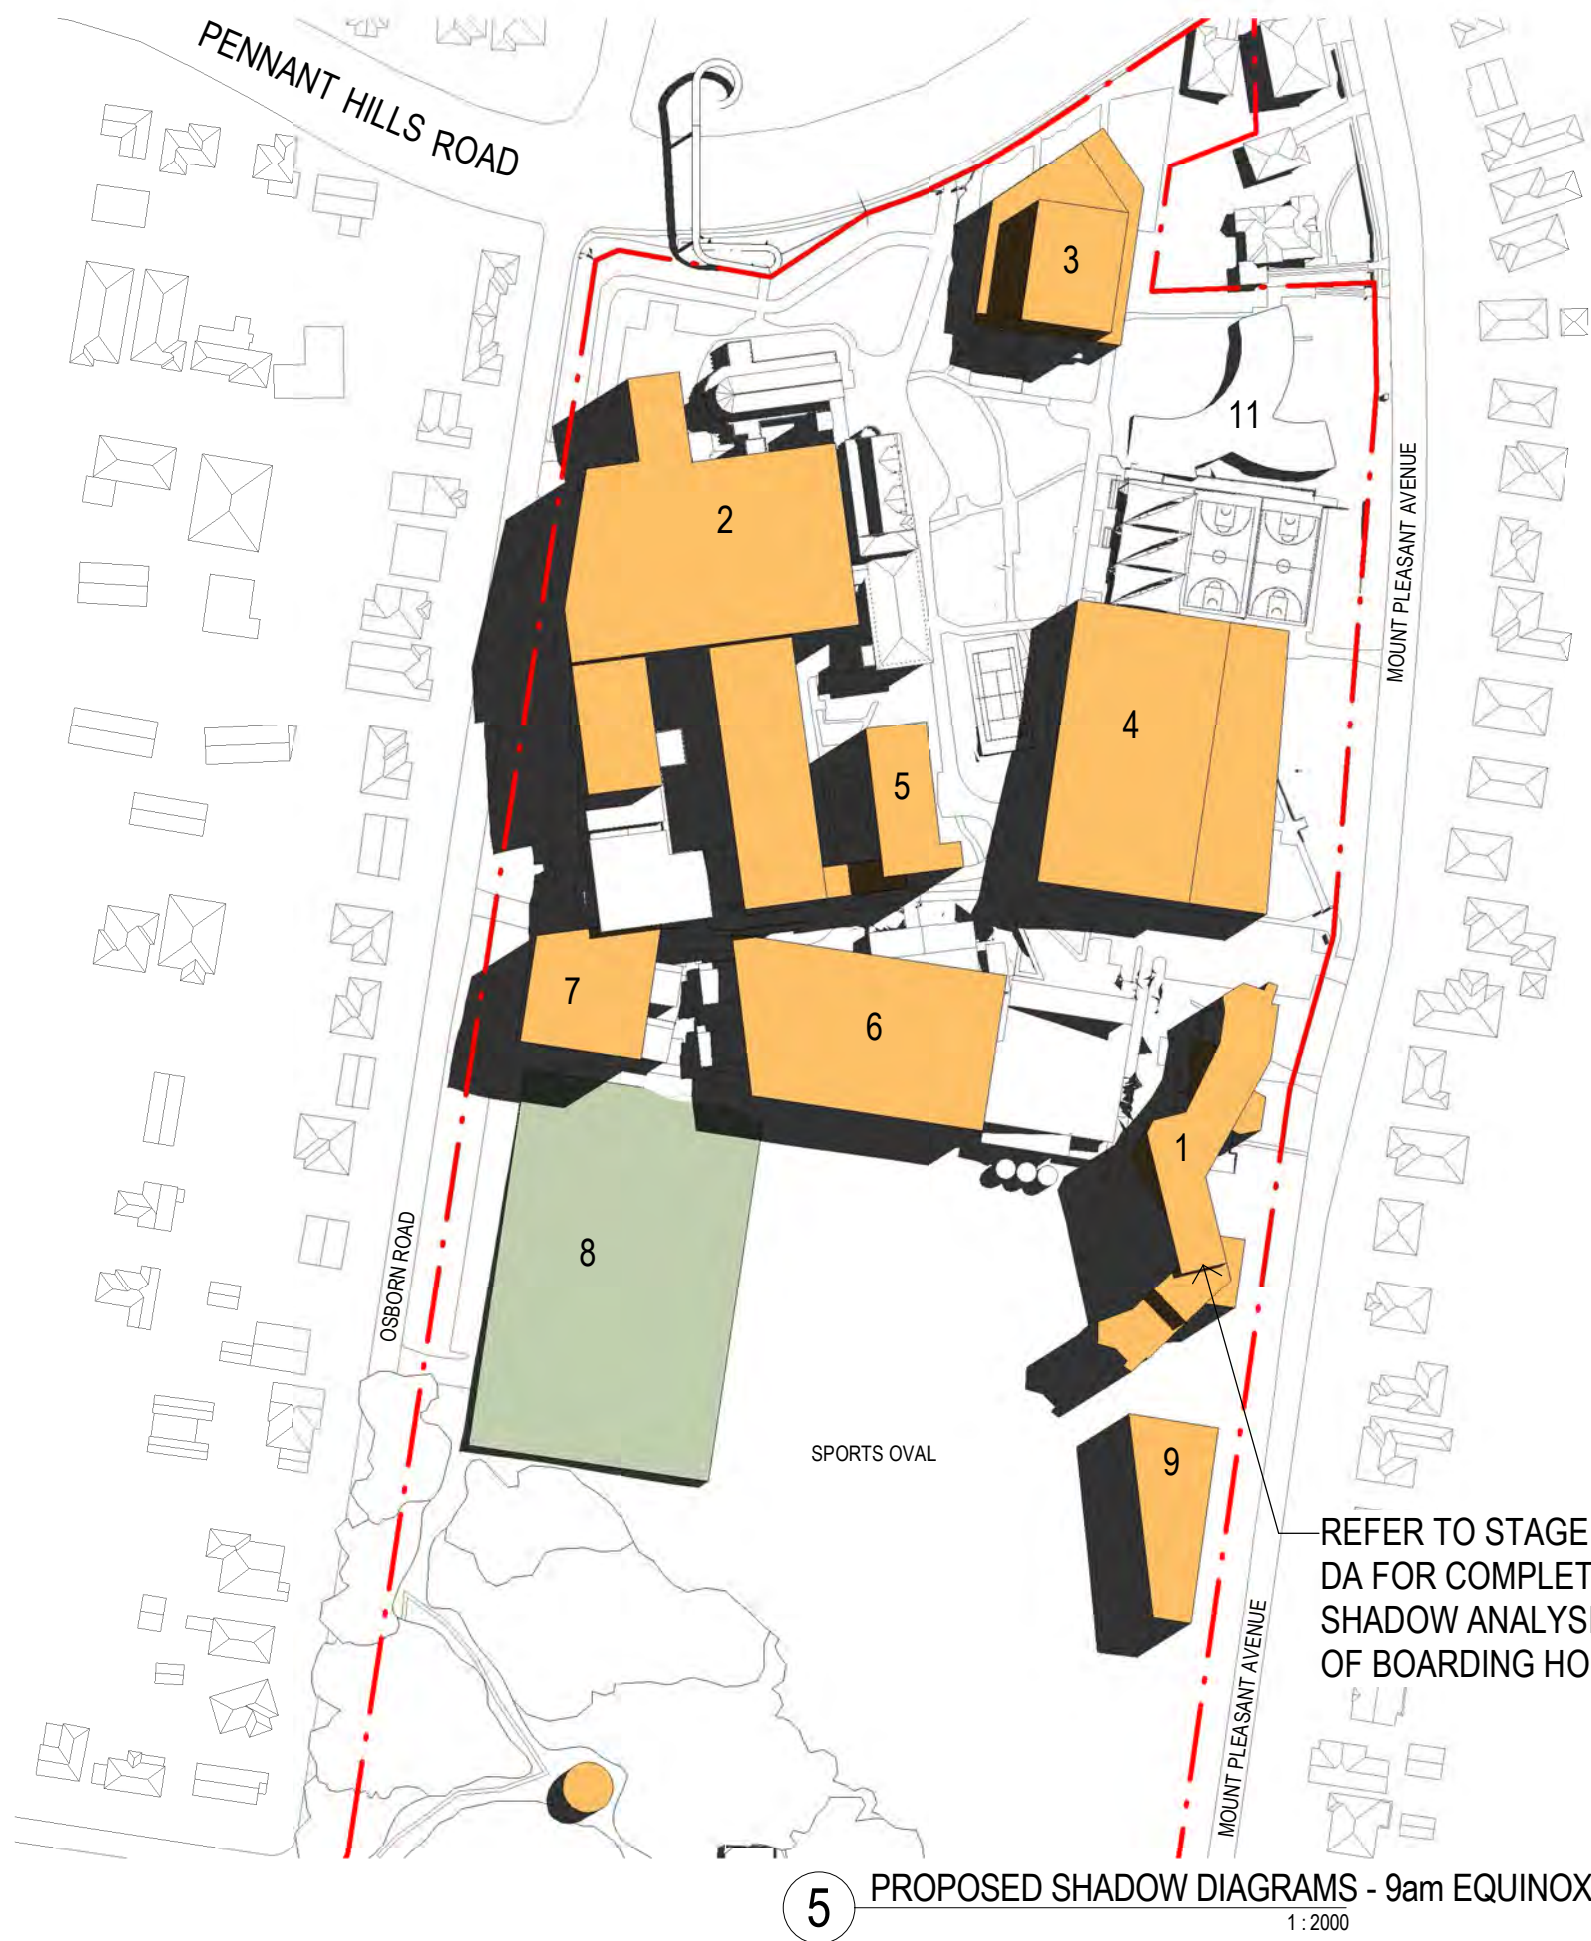 PENNANT HILLS ROAD
3
11
MOUNT PLEASANT AVENUE
2
4
5
7
6
1
8
OSBORN ROAD
SPORTS OVAL
9
REFER TO STAGE
DA FOR COMPLET
SHADOW ANALYS
OF BOARDING HO
MOUNT PLEASANT AVENUE
5 PROPOSED SHADOW DIAGRAMS - 9am EQUINOX
1 : 2000